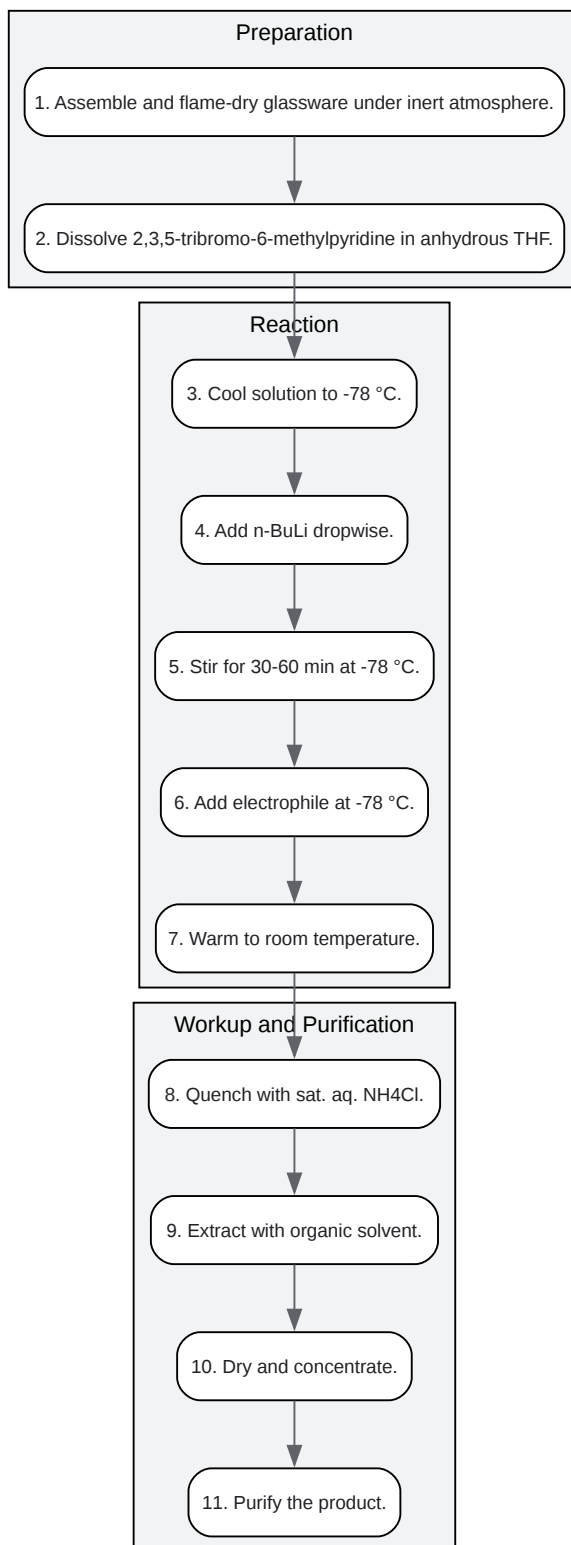 Preparation
1. Assemble and flame-dry glassware under inert atmosphere.
2. Dissolve 2,3,5-tribromo-6-methylpyridine in anhydrous THF.
Reaction
3. Cool solution to -78 °C.
4. Add n-BuLi dropwise.
5. Stir for 30-60 min at -78 °C.
6. Add electrophile at -78 °C.
7. Warm to room temperature.
Workup and Purification
8. Quench with sat. aq. NH4Cl.
9. Extract with organic solvent.
10. Dry and concentrate.
11. Purify the product.